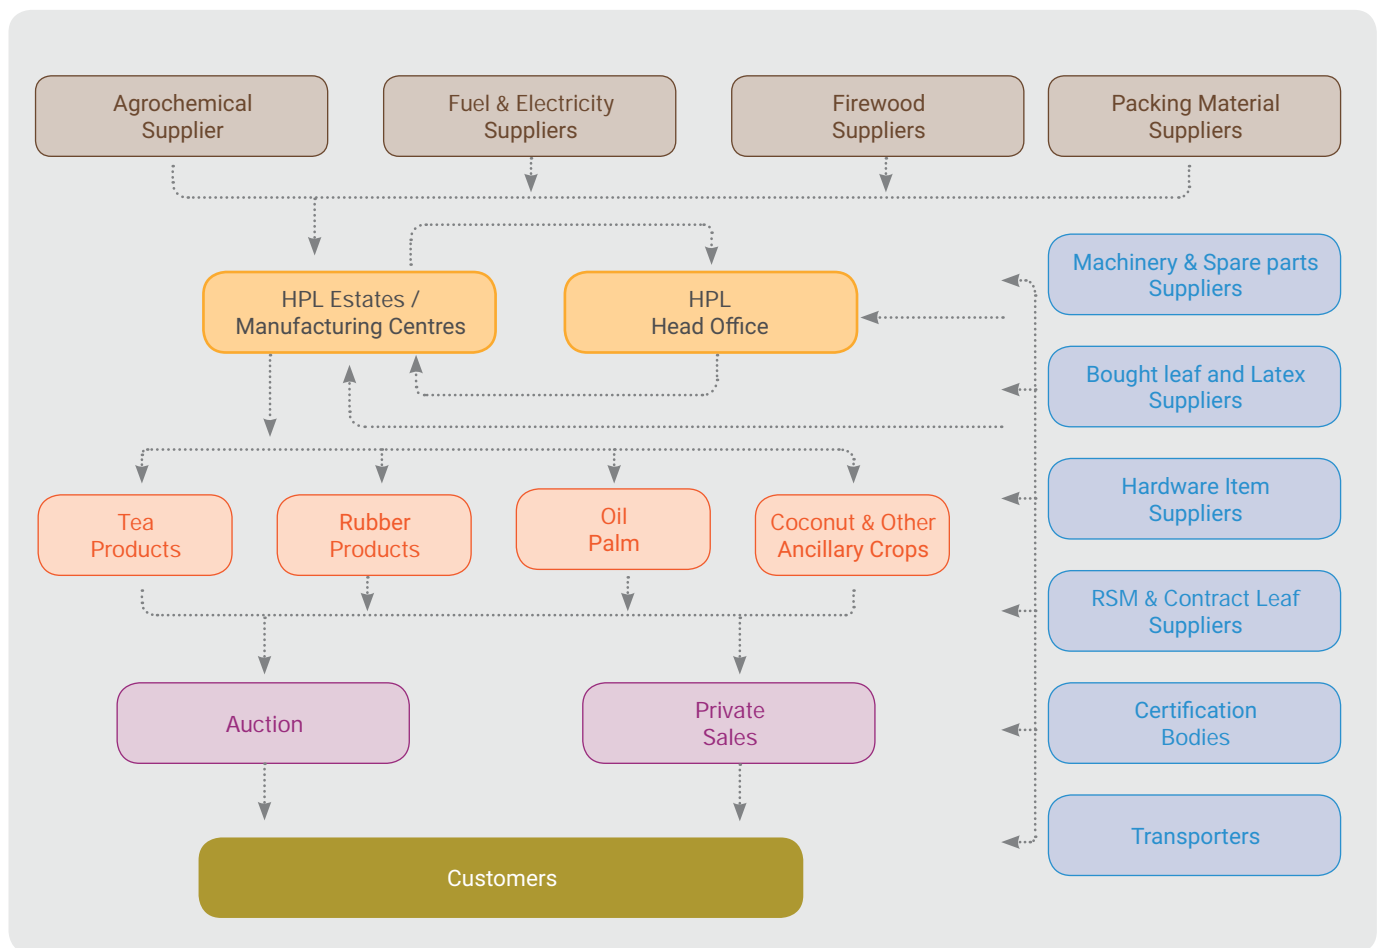 Agrochemical
Supplier
Fuel & Electricity
Suppliers
Firewood
Suppliers
Packing Material
Suppliers
HPL Estates /
Manufacturing Centres
HPL
Head Office
Machinery & Spare parts
Suppliers
Bought leaf and Latex
Suppliers
Hardware Item
Suppliers
RSM & Contract Leaf
Suppliers
Certification
Bodies
Transporters
Tea
Products
Rubber
Products
Oil
Palm
Coconut & Other
Ancillary Crops
Auction
Private
Sales
Customers